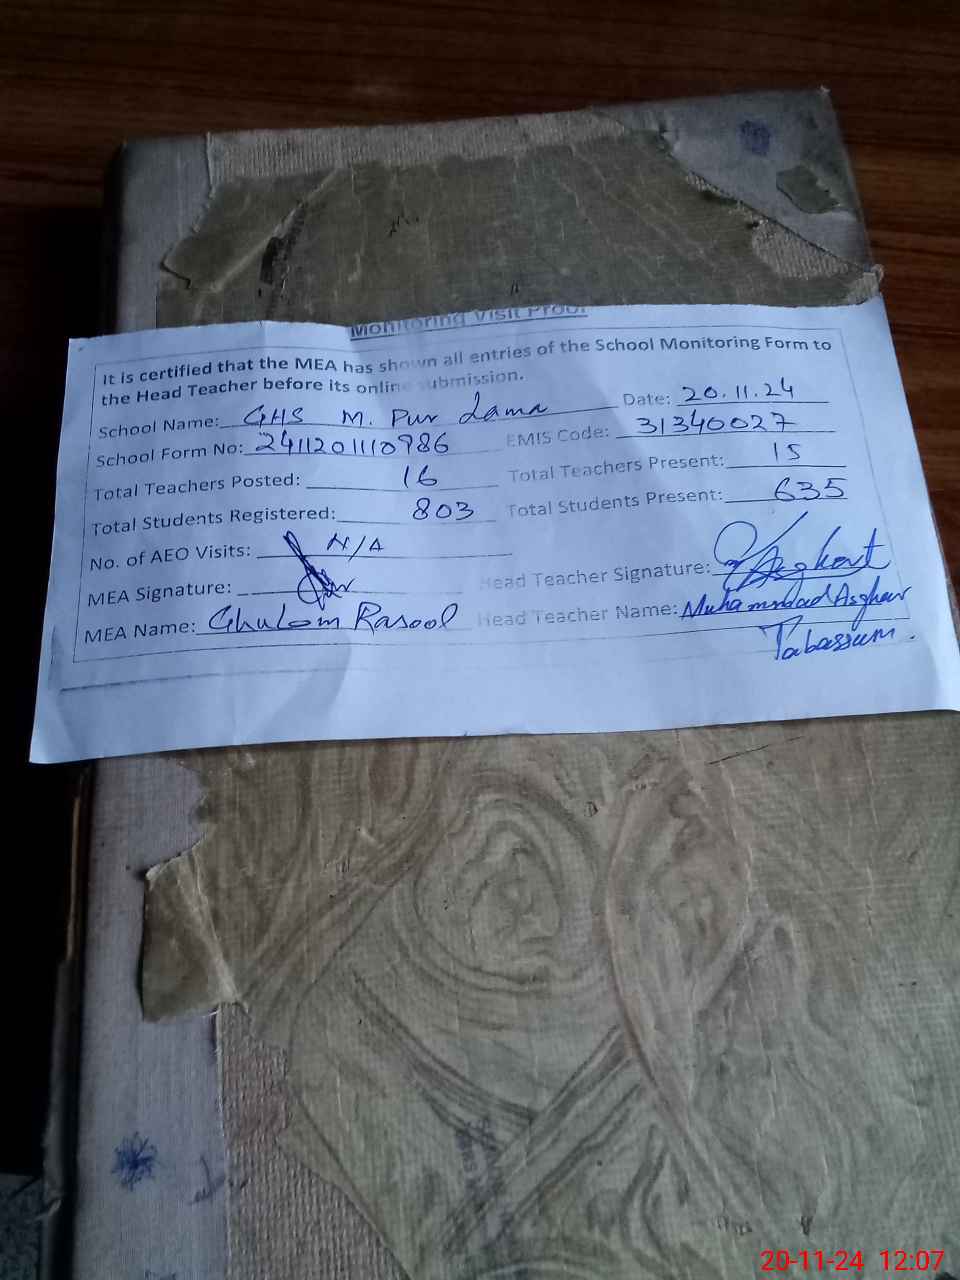 Monitoring Visit Proof
It is certified that the MEA has shown all entries of the School Monitoring Form to
the Head Teacher before its online submission.
School Name: GHS M. Pur Lama Date: 20.11.24
School Form No: 2411201110986 EMIS Code: 31340027
Total Teachers Posted: 16 Total Teachers Present: 15
Total Students Registered: 803 Total Students Present: 635
No. of AEO Visits: N/A
MEA Signature: Head Teacher Signature:
MEA Name: Ghulam Rasool Head Teacher Name: Muhammad Asghar
Tabassum.
20-11-24 12:07